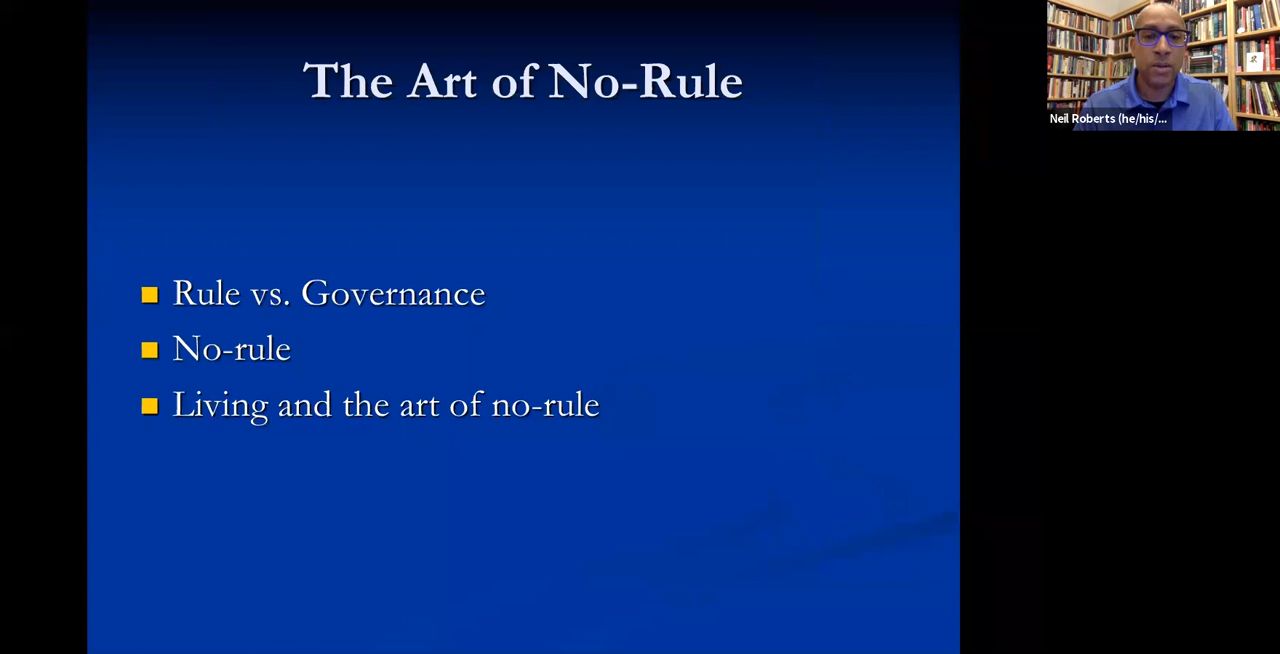 The Art of No-Rule
Neil Roberts (he/his/...
Rule vs. Governance
No-rule
Living and the art of no-rule